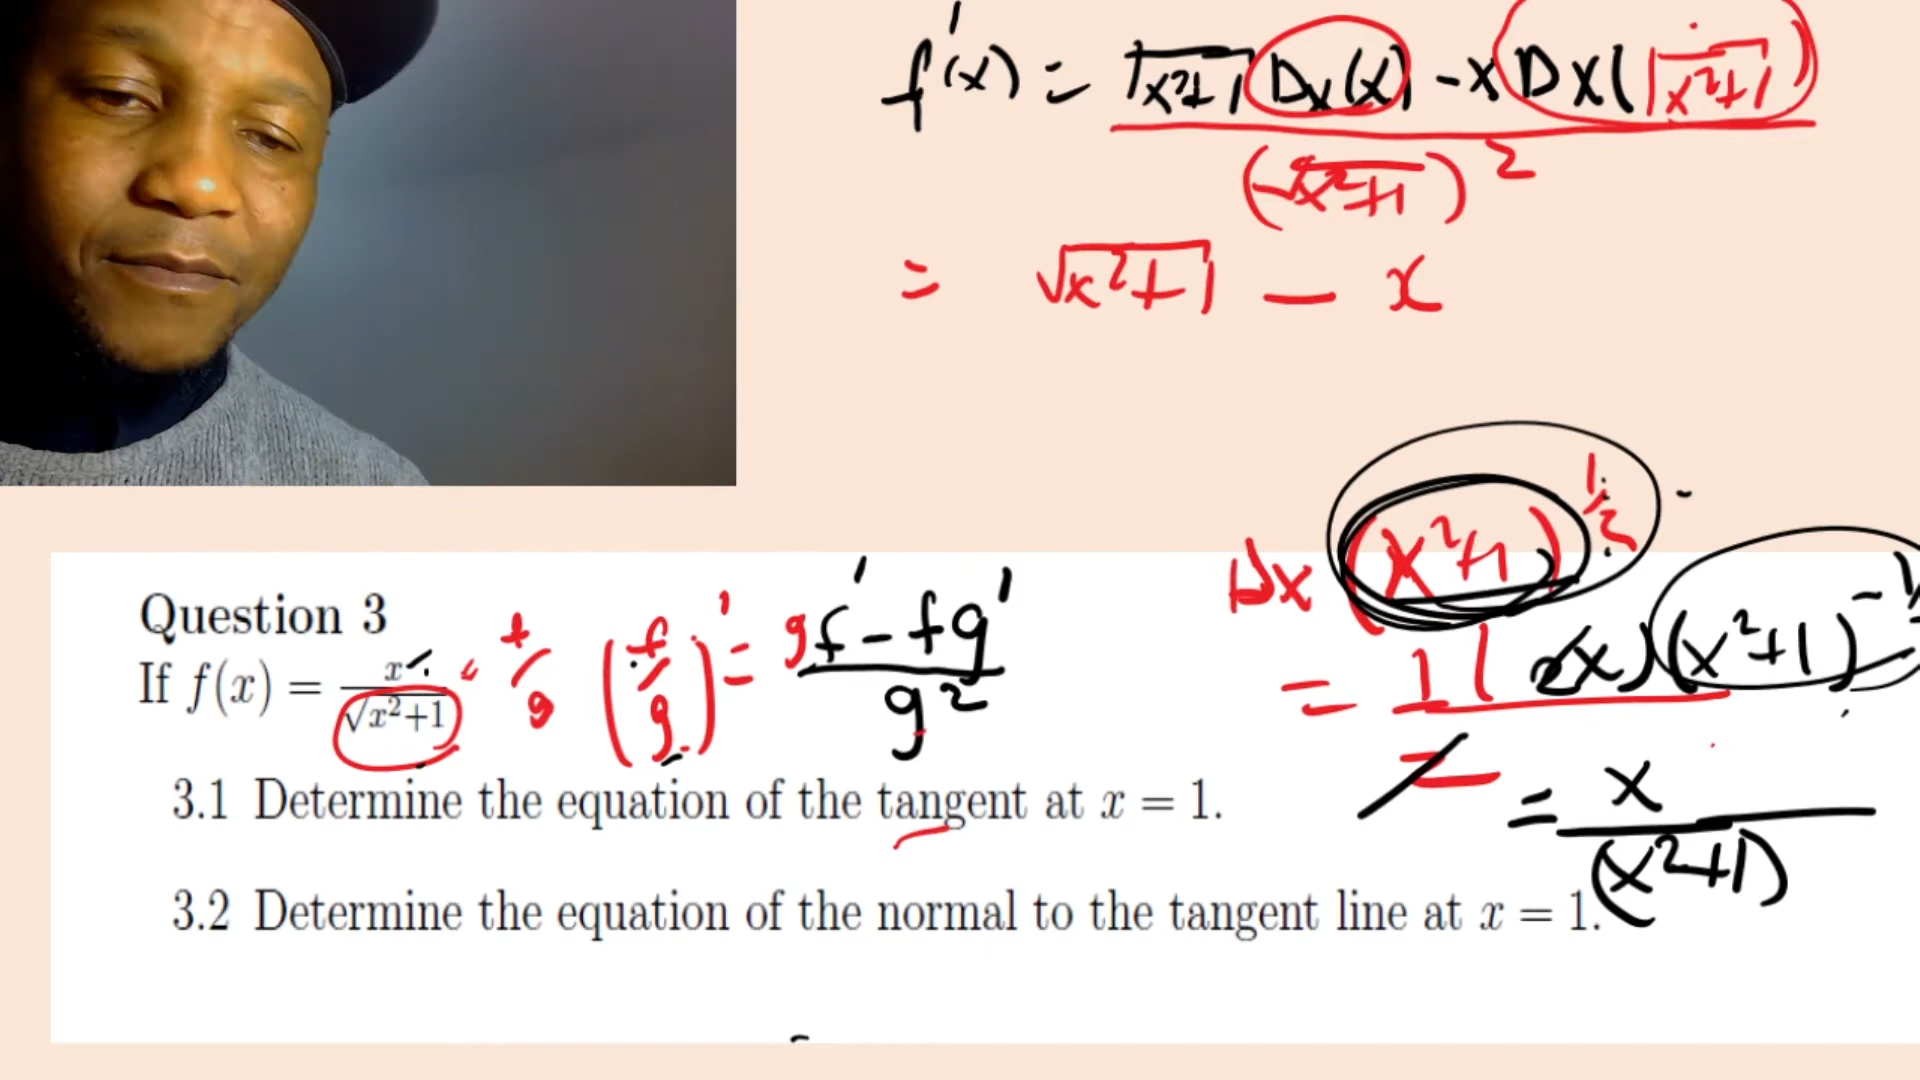 f'(x) = √x²+1 Dx(x) - x Dx(√x²+1)
(√x²+1)²
= √x²+1 - x
Dx (x²+1)^1/2
= 1 (2x)(x²+1)^-1/
2
= x
(x²+1)
Question 3
If f(x) = x/√x²+1 = f/g (f/g)' = gf' - fg'
g²
3.1 Determine the equation of the tangent at x = 1.
3.2 Determine the equation of the normal to the tangent line at x = 1.